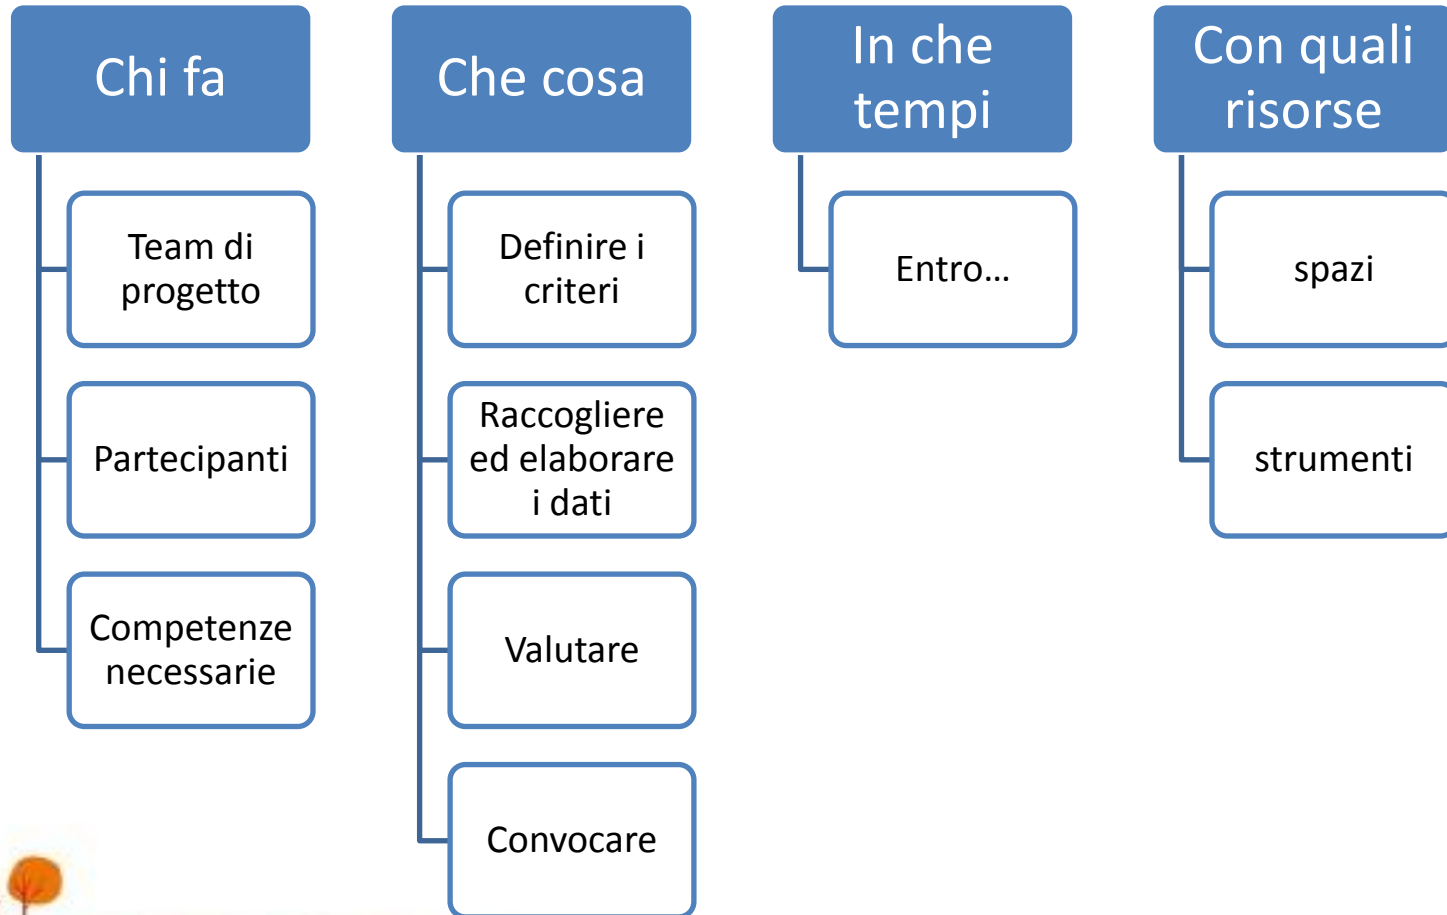 Chi fa
Team di
progetto
Partecipanti
Competenze
necessarie
Che cosa
Definire i
criteri
Raccogliere
ed elaborare
i dati
Valutare
Convocare
In che
tempi
Entro…
Con quali
risorse
spazi
strumenti